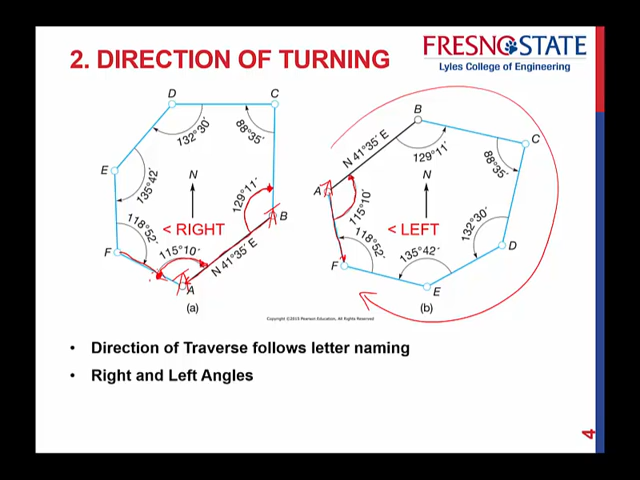 2. DIRECTION OF TURNING
FRESNO STATE
Lyles College of Engineering
D
C
132°30'
88°35'
E
135°42'
N
129°11'
B
< RIGHT
118°52'
F
115°10'
N 41°35' E
A
(a)
B
C
N 41°35' E
129°11'
88°35'
A
N
115°10'
< LEFT
132°30'
D
118°52'
F
135°42'
E
(b)
Copyright ©2015 Pearson Education, All Rights Reserved
• Direction of Traverse follows letter naming
• Right and Left Angles
4